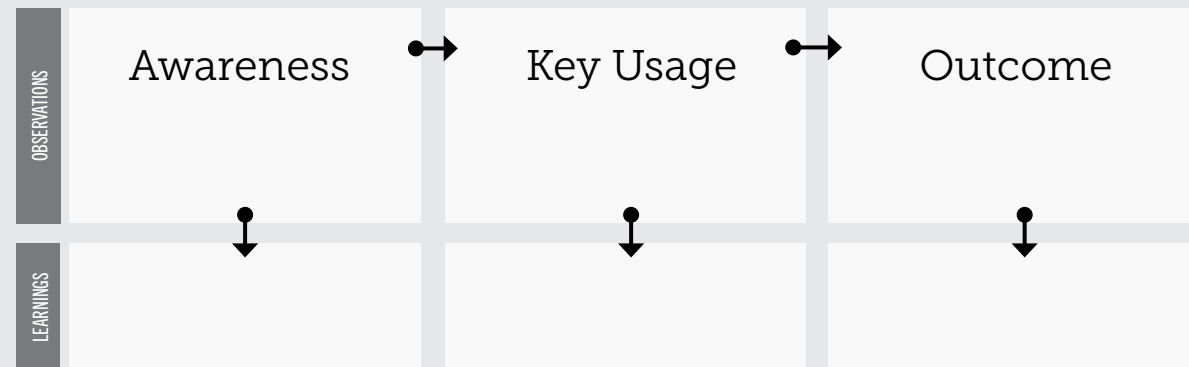 OBSERVATIONS
Awareness
Key Usage
Outcome
LEARNINGS